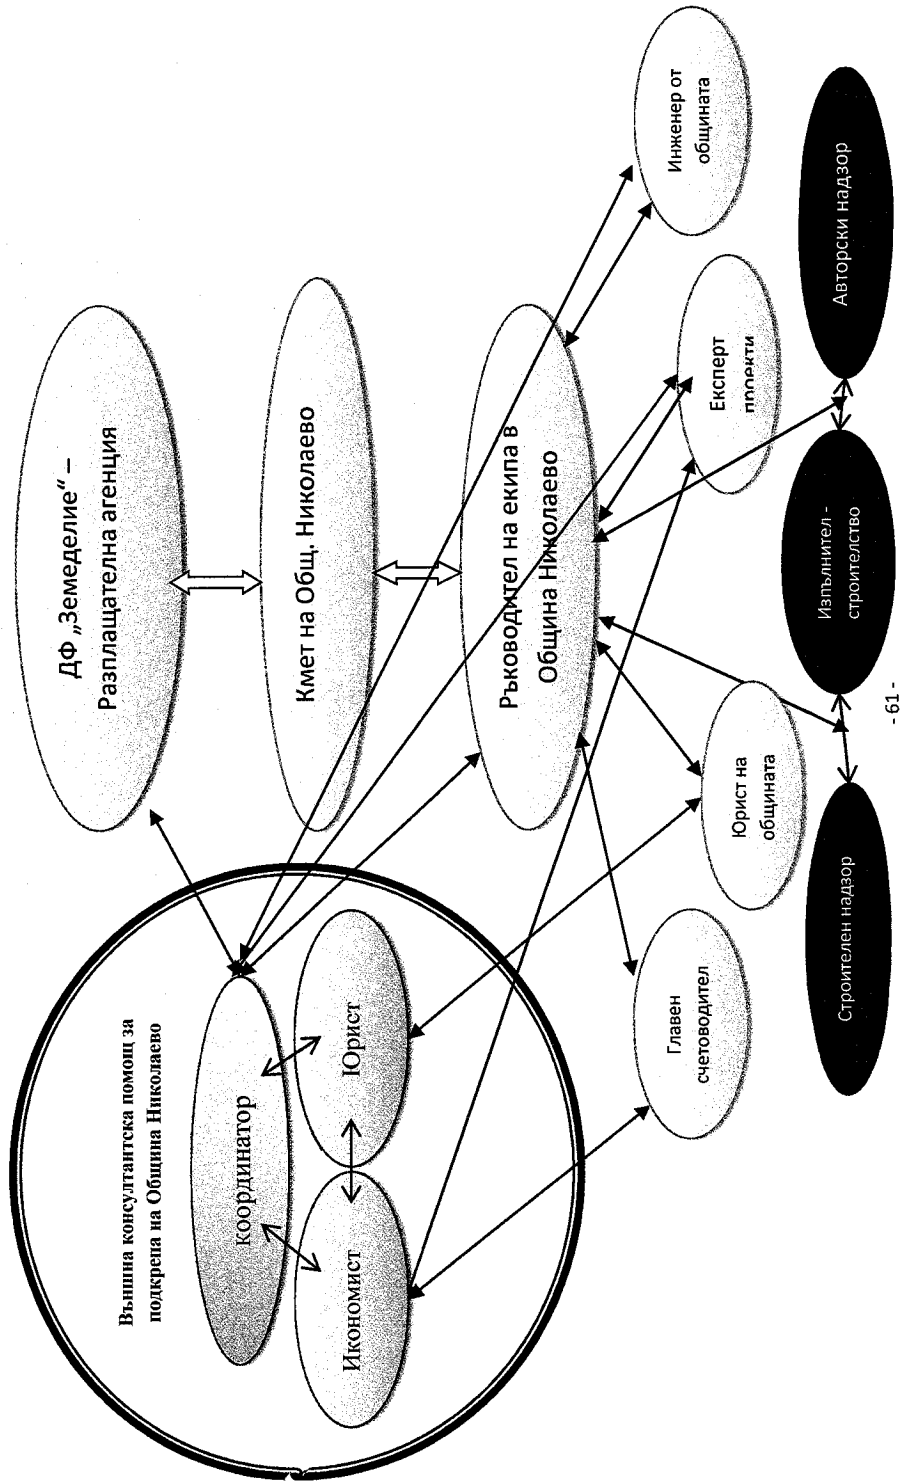 Външна консултантска помощ за
подкрепа на Община Николаево
координатор
Икономист
Юрист
ДФ „Земеделие“ –
Разплащателна агенция
Кмет на Общ. Николаево
Ръководител на екипа в
Община Николаево
Главен
счетоводител
Юрист на
общината
Експерт
проекти
Инженер от
общината
Строителен надзор
Изпълнител -
строителство
Авторски надзор
- 61 -